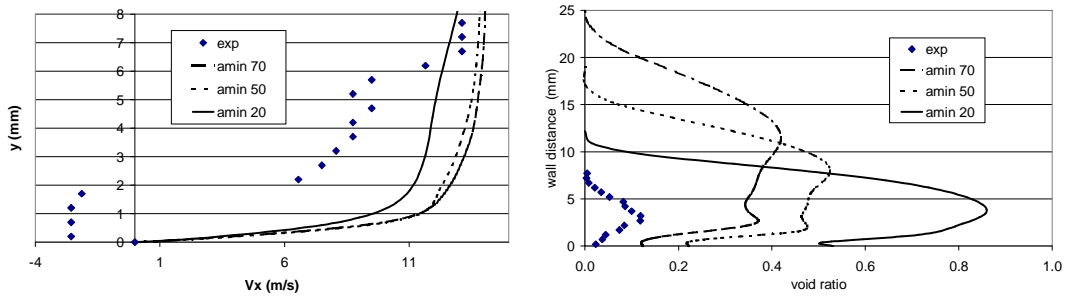 8
7
6
5
4
3
2
1
0
y (mm)
-4
1
6
11
Vx (m/s)
exp
amin 70
amin 50
amin 20
25
20
15
10
5
0
wall distance (mm)
0.0
0.2
0.4
0.6
0.8
1.0
void ratio
exp
amin 70
amin 50
amin 20